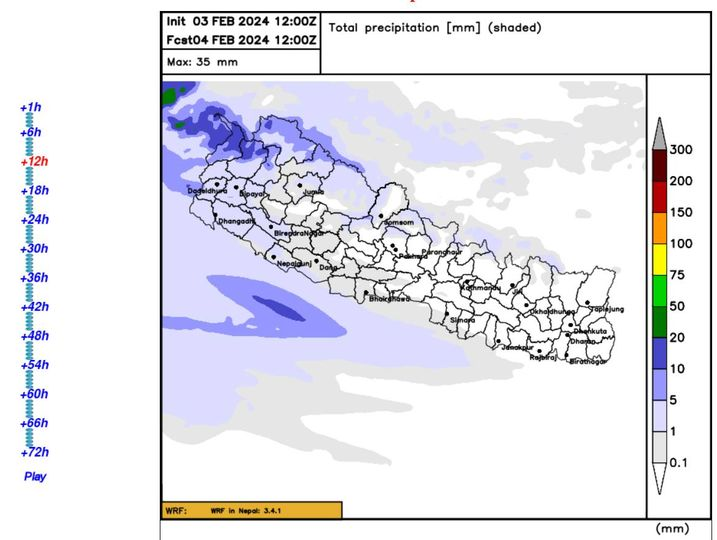 Init 03 FEB 2024 12:00Z
Fcst04 FEB 2024 12:00Z
Total precipitation [mm] (shaded)
Max: 35 mm
+1h
+6h
+12h
+18h
+24h
+30h
+36h
+42h
+48h
+54h
+60h
+66h
+72h
Play
Dadeldhura
Dipayal
Jumla
Dhangadhi
BirendraNagar
Jomsom
Nepalgunj
Dang
Pokhara
Bhairahawa
Kathmandu
Jiri
Simara
Okhaldhunga
Taplejung
Dhankuta
Dharan
Janakpur
Rajbiraj
Biratnagar
300
200
150
100
75
50
20
10
5
1
0.1
(mm)
WRF: WRF in Nepal: 3.4.1